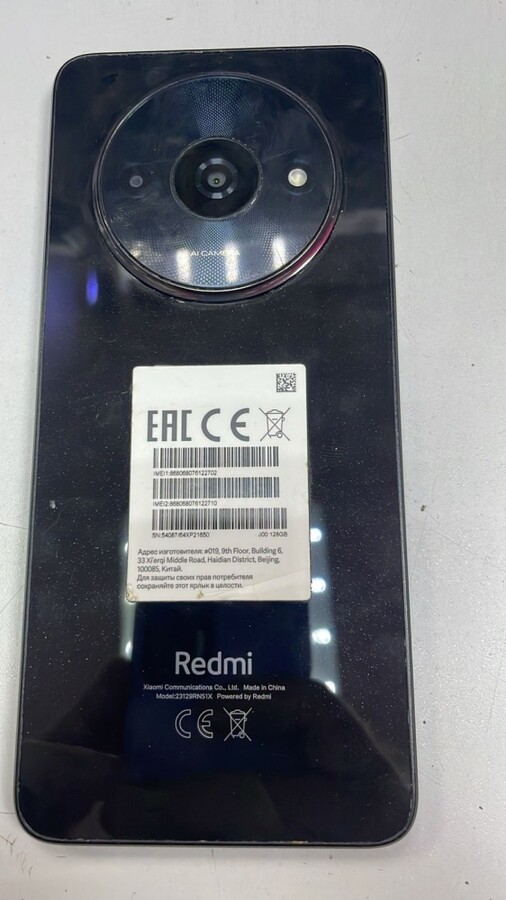 AI CAMERA
EAC CE
IMEI1:868068076122702
IMEI2:868068076122710
SN:54087/64XP21650 J00 128GB
Адрес изготовителя: #019, 9th Floor, Building 6,
33 Xi'erqi Middle Road, Haidian District, Beijing,
100085, Китай.
Для защиты своих прав потребителя
сохраняйте этот ярлык в целости.
Redmi
Xiaomi Communications Co., Ltd. Made in China
Model:23129RN51X Powered by Redmi
CE